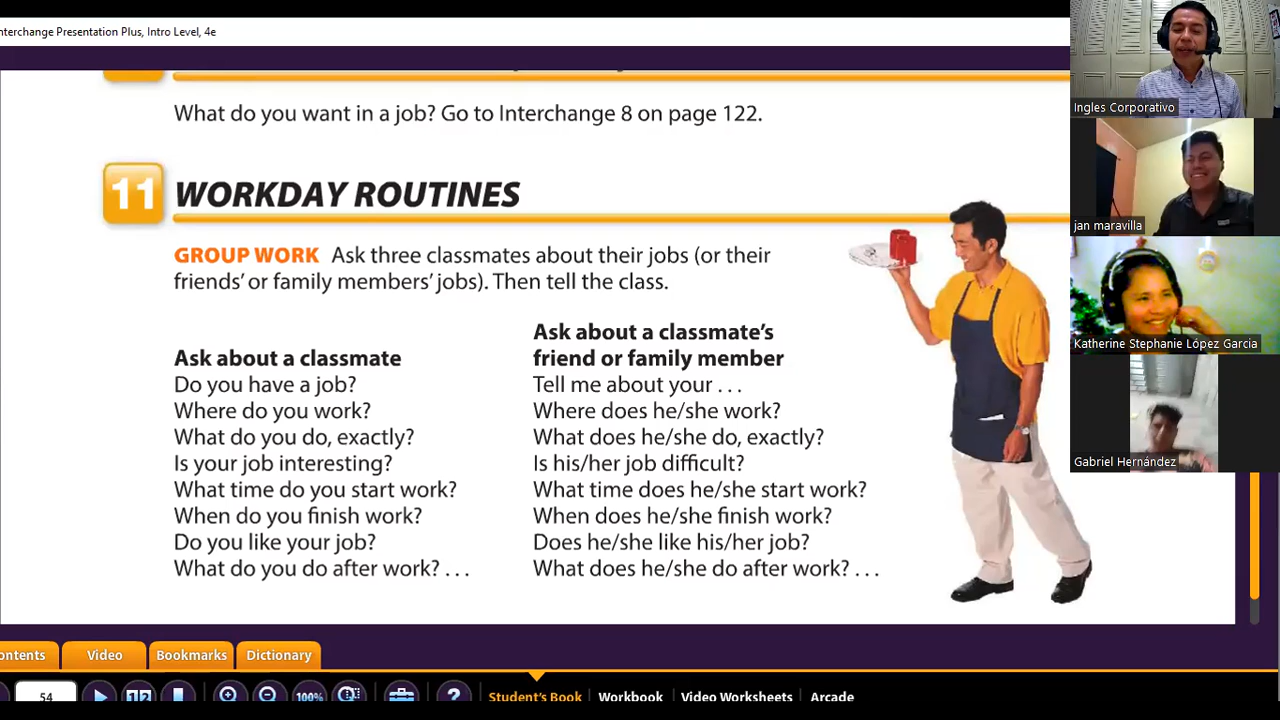 nterchange Presentation Plus, Intro Level, 4e
What do you want in a job? Go to Interchange 8 on page 122.
11 WORKDAY ROUTINES
GROUP WORK Ask three classmates about their jobs (or their
friends' or family members' jobs). Then tell the class.
Ask about a classmate
Do you have a job?
Where do you work?
What do you do, exactly?
Is your job interesting?
What time do you start work?
When do you finish work?
Do you like your job?
What do you do after work? . . .
Ask about a classmate's
friend or family member
Tell me about your . . .
Where does he/she work?
What does he/she do, exactly?
Is his/her job difficult?
What time does he/she start work?
When does he/she finish work?
Does he/she like his/her job?
What does he/she do after work? . . .
Ingles Corporativo
jan maravilla
Katherine Stephanie López Garcia
Gabriel Hernández
ontents Video Bookmarks Dictionary
54 12 100% ? Student's Book Workbook Video Worksheets Arcade